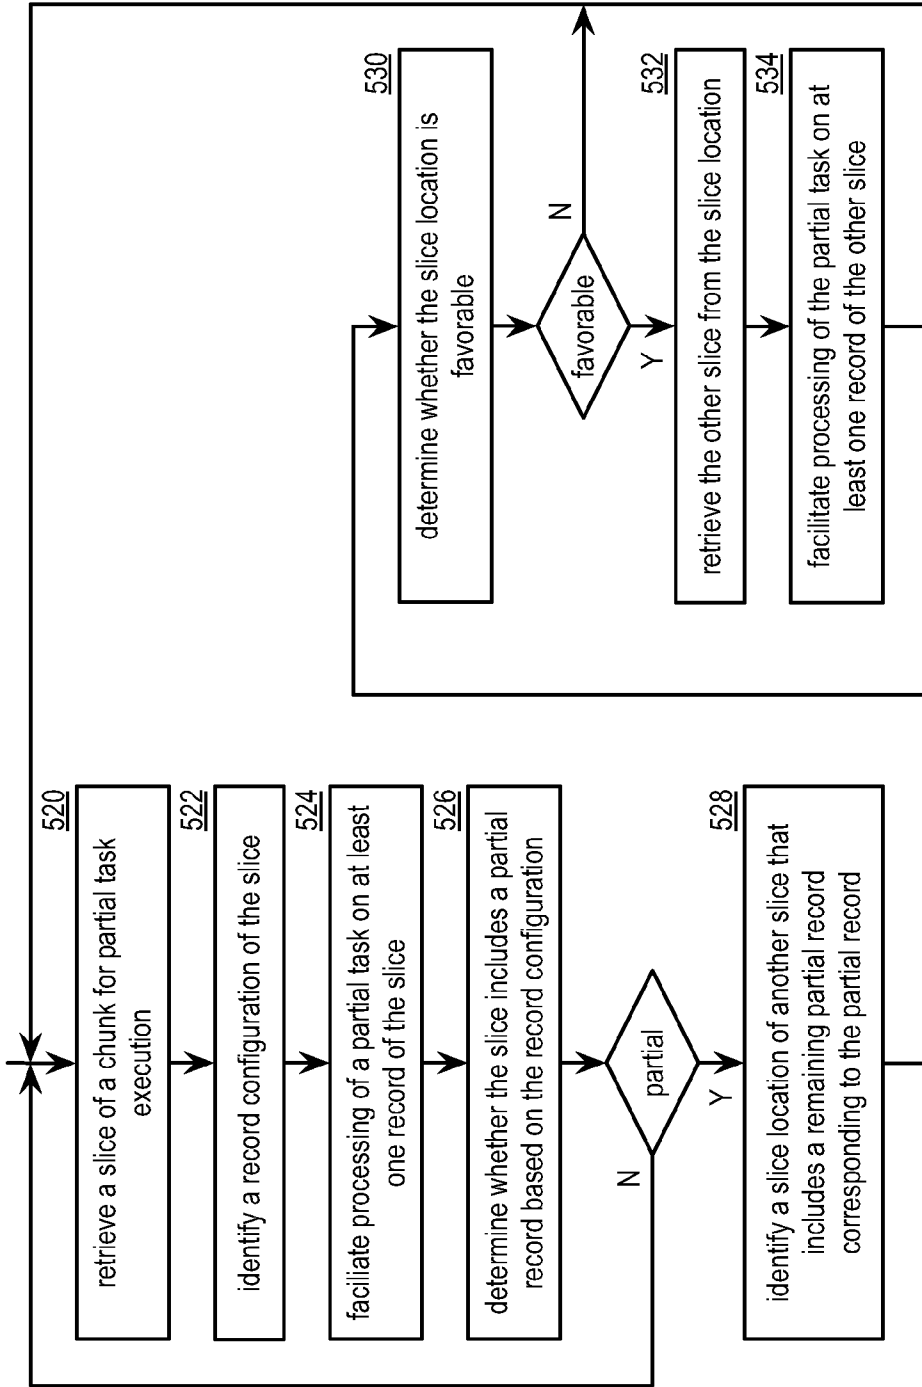 520
retrieve a slice of a chunk for partial task
execution
522
identify a record configuration of the slice
524
faciliate processing of a partial task on at least
one record of the slice
526
determine whether the slice includes a partial
record based on the record configuration
partial
N
Y
528
identify a slice location of another slice that
includes a remaining partial record
corresponding to the partial record
530
determine whether the slice location is
favorable
favorable
N
Y
532
retrieve the other slice from the slice location
534
facilitate processing of the partial task on at
least one record of the other slice